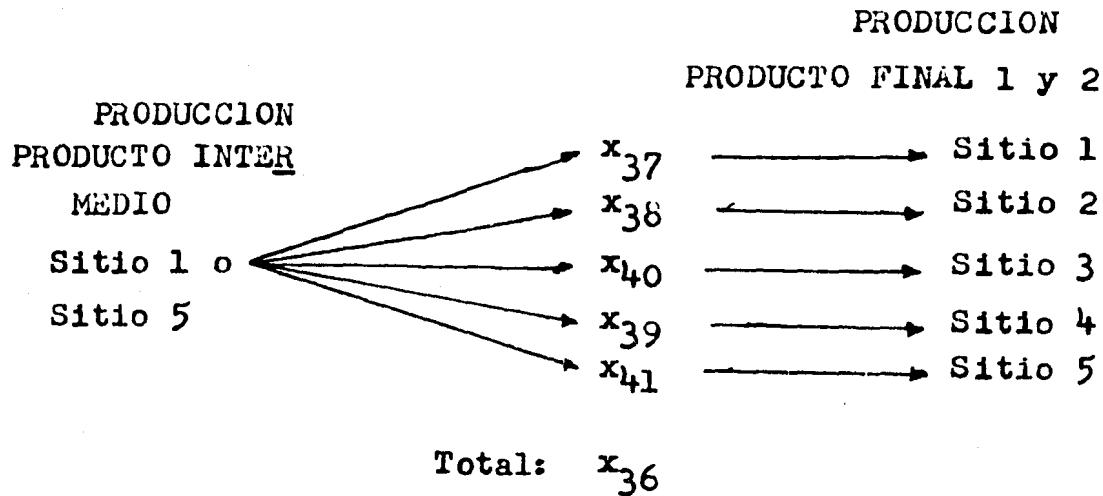 PRODUCCION
PRODUCTO FINAL 1 y 2
PRODUCCION
PRODUCTO INTER
MEDIO
Sitio 1 o
Sitio 5
x37 Sitio 1
x38 Sitio 2
x40 Sitio 3
x39 Sitio 4
x41 Sitio 5
Total: x36